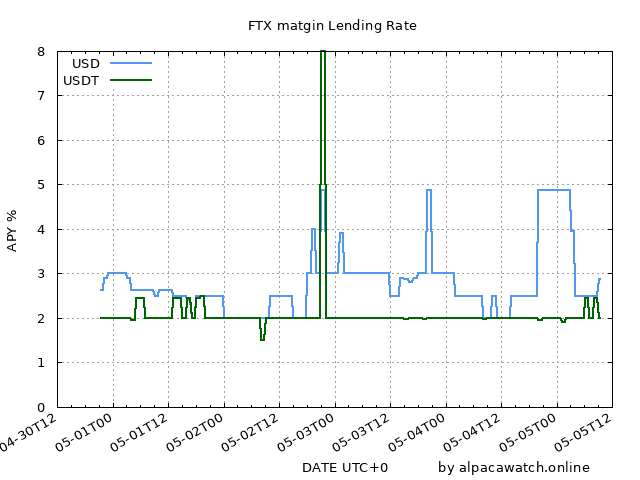 FTX matgin Lending Rate
USD
USDT
8
7
6
5
4
3
2
1
0
APY %
04-30T12
05-01T00
05-01T12
05-02T00
05-02T12
05-03T00
05-03T12
05-04T00
05-04T12
05-05T00
05-05T12
DATE UTC+0
by alpacawatch.online